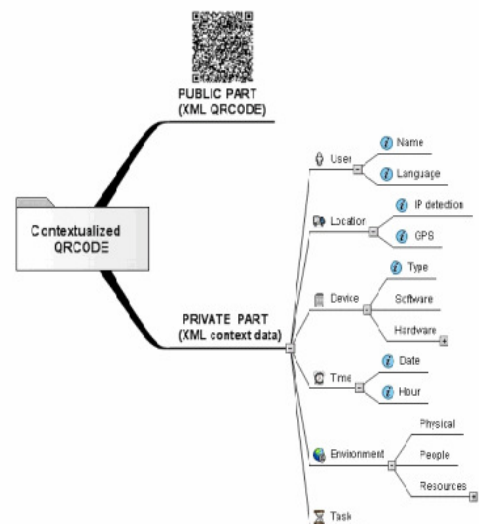 PUBLIC PART
(XML QRCODE)
Contextualized
QRCODE
PRIVATE PART
(XML context data)
User
Name
Language
Location
IP detection
GPS
Device
Type
Software
Hardware
Time
Date
Hour
Environment
Physical
People
Resources
Task